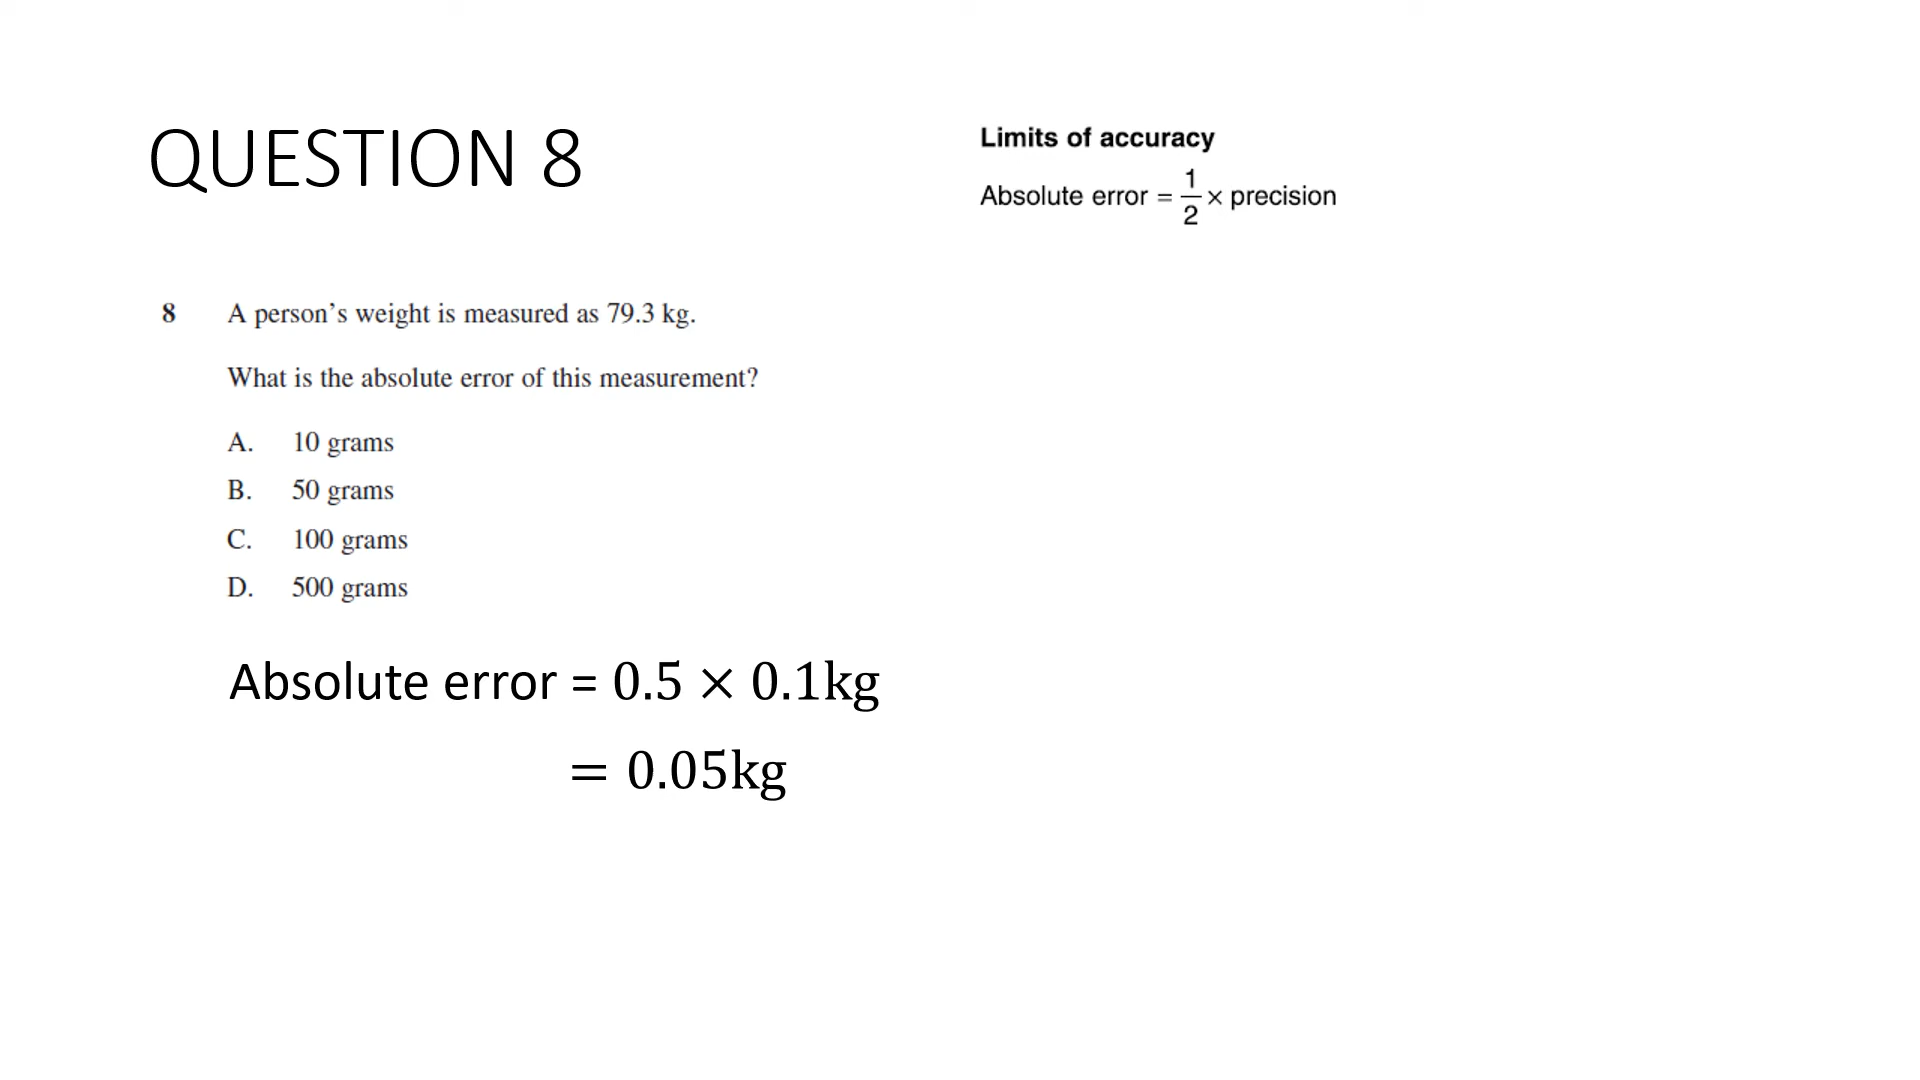 QUESTION 8
Limits of accuracy
Absolute error = 1/2 × precision
8 A person’s weight is measured as 79.3 kg.
What is the absolute error of this measurement?
A. 10 grams
B. 50 grams
C. 100 grams
D. 500 grams
Absolute error = 0.5 × 0.1kg
= 0.05kg